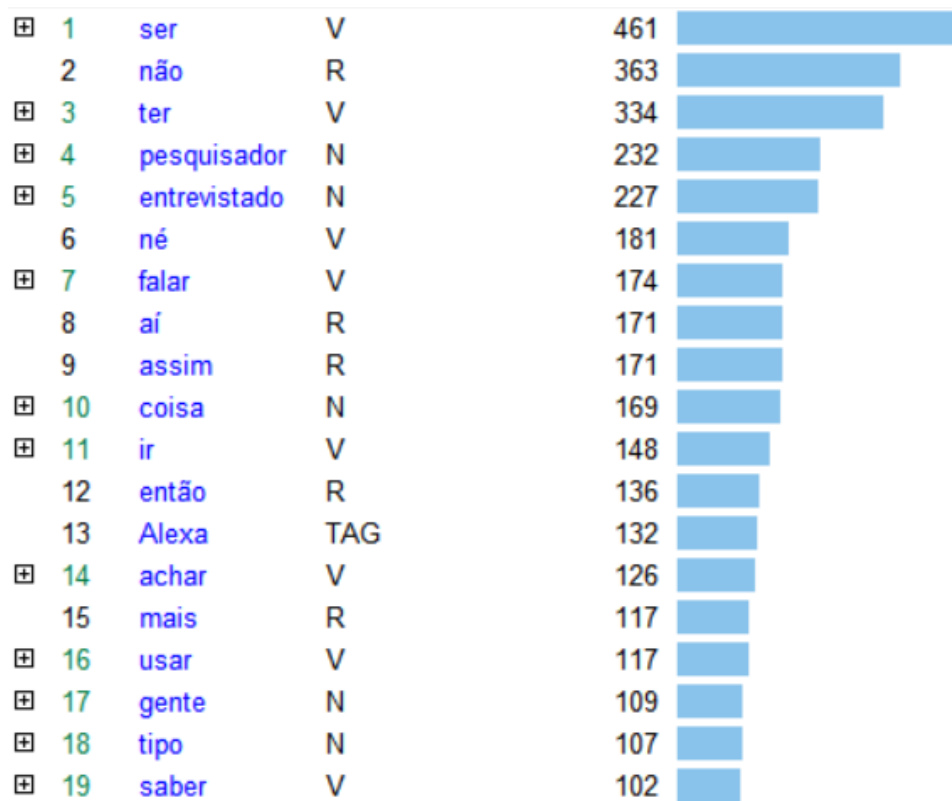 1 ser V 461
2 não R 363
3 ter V 334
4 pesquisador N 232
5 entrevistado N 227
6 né V 181
7 falar V 174
8 aí R 171
9 assim R 171
10 coisa N 169
11 ir V 148
12 então R 136
13 Alexa TAG 132
14 achar V 126
15 mais R 117
16 usar V 117
17 gente N 109
18 tipo N 107
19 saber V 102